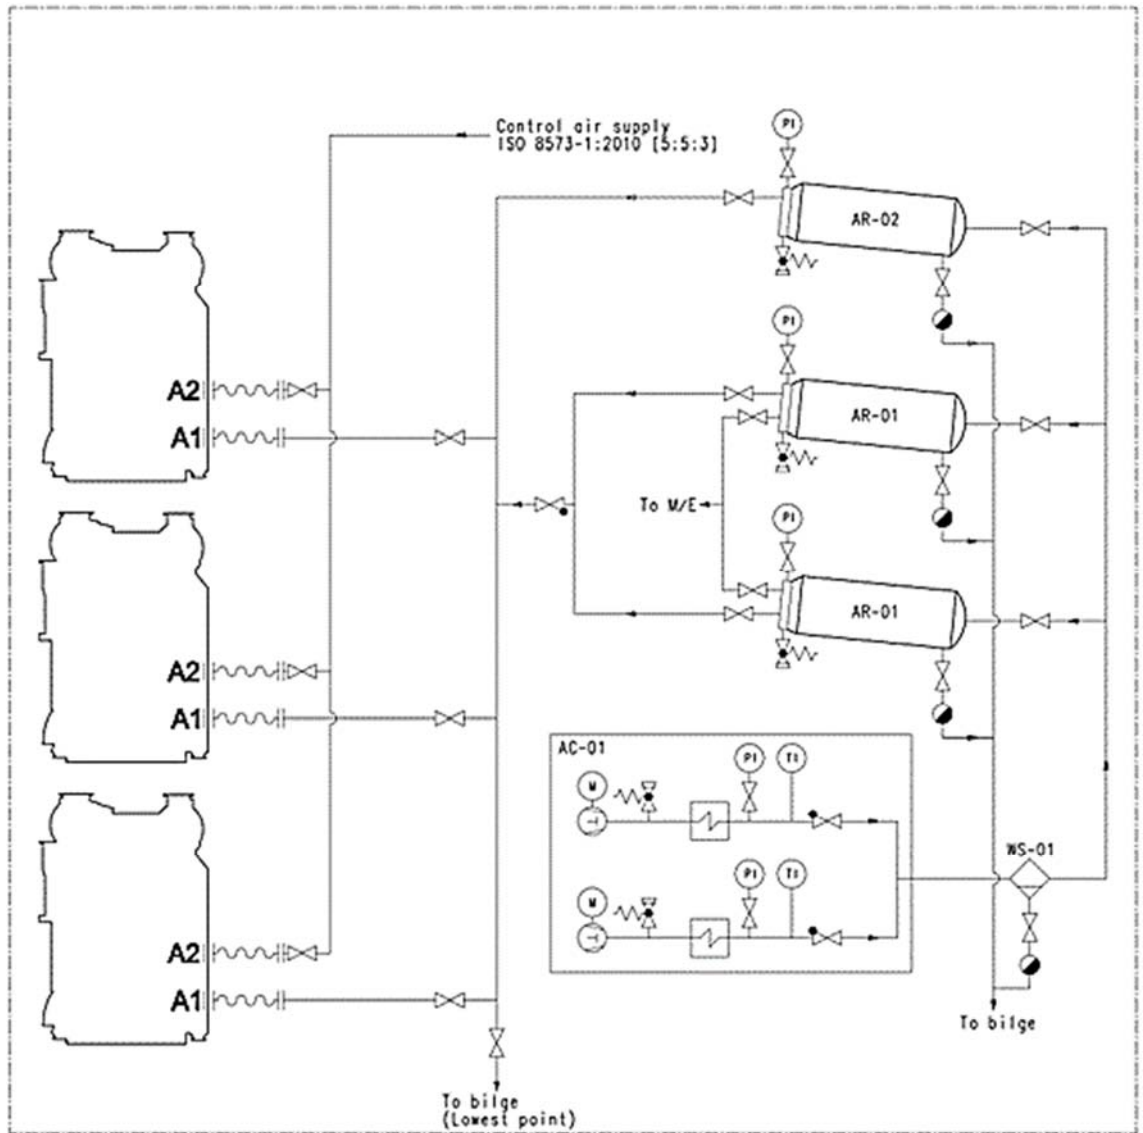 Control air supply
ISO 8573-1:2010 [5:5:3]
PI
AR-02
PI
A2
AR-01
A1
To M/E
PI
AR-01
A2
A1
AC-01
PI
TI
M
WS-01
PI
TI
M
A2
A1
To bilge
To bilge
(Lowest point)